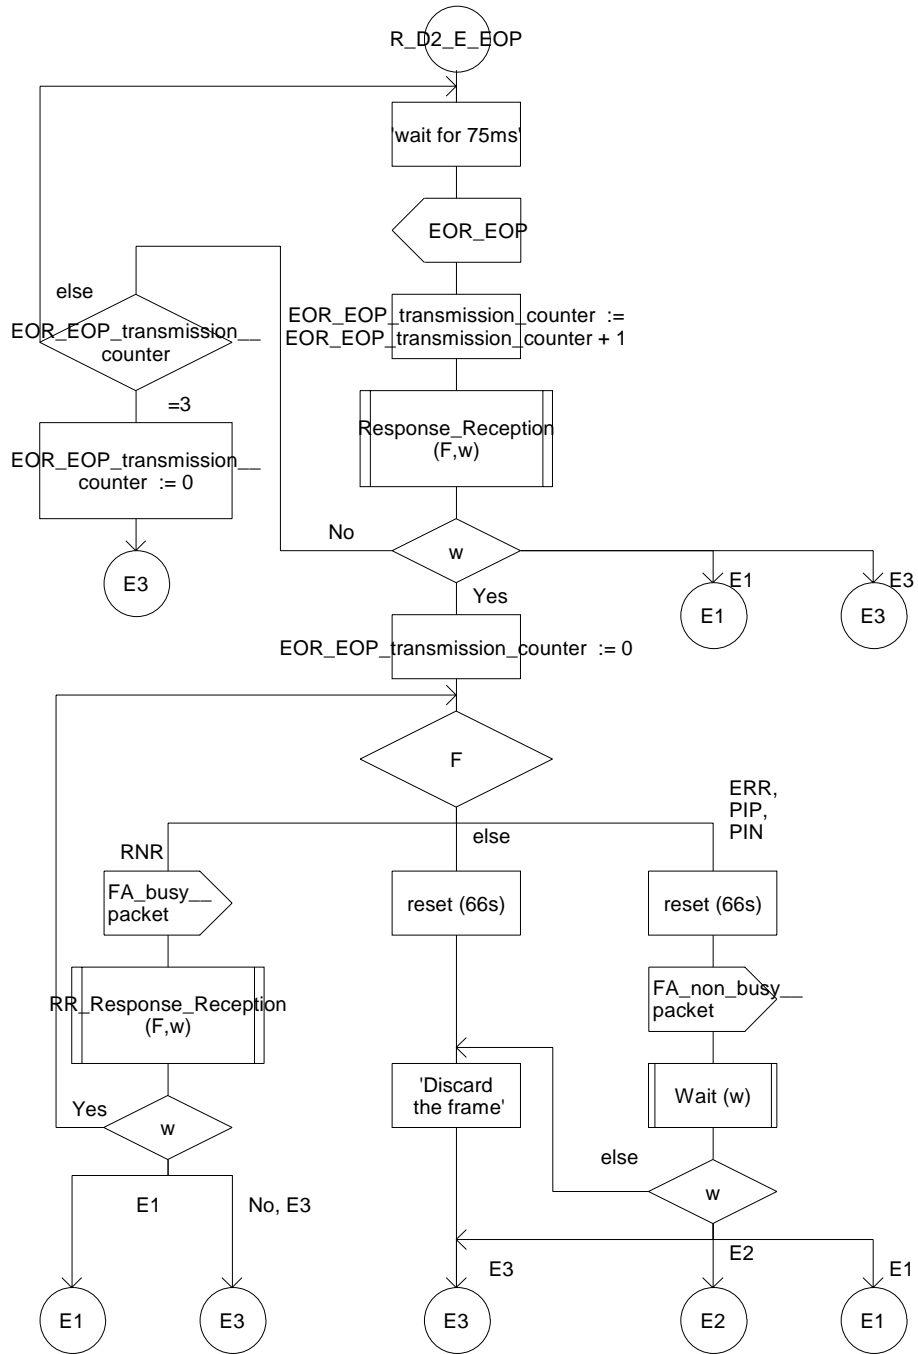 R_D2_E_EOP
'wait for 75ms'
EOR_EOP
else
EOR_EOP_transmission_counter :=
EOR_EOP_transmission_counter + 1
EOR_EOP_transmission__
counter
=3
Response_Reception
(F,w)
EOR_EOP_transmission__
counter := 0
No
w
E3
E1
E3
E1
E3
Yes
EOR_EOP_transmission_counter := 0
F
ERR,
PIP,
PIN
else
RNR
FA_busy__
packet
reset (66s)
reset (66s)
RR_Response_Reception
(F,w)
FA_non_busy__
packet
'Discard
the frame'
Wait (w)
Yes
w
else
w
E1
No, E3
E3
E2
E1
E1
E3
E3
E2
E1